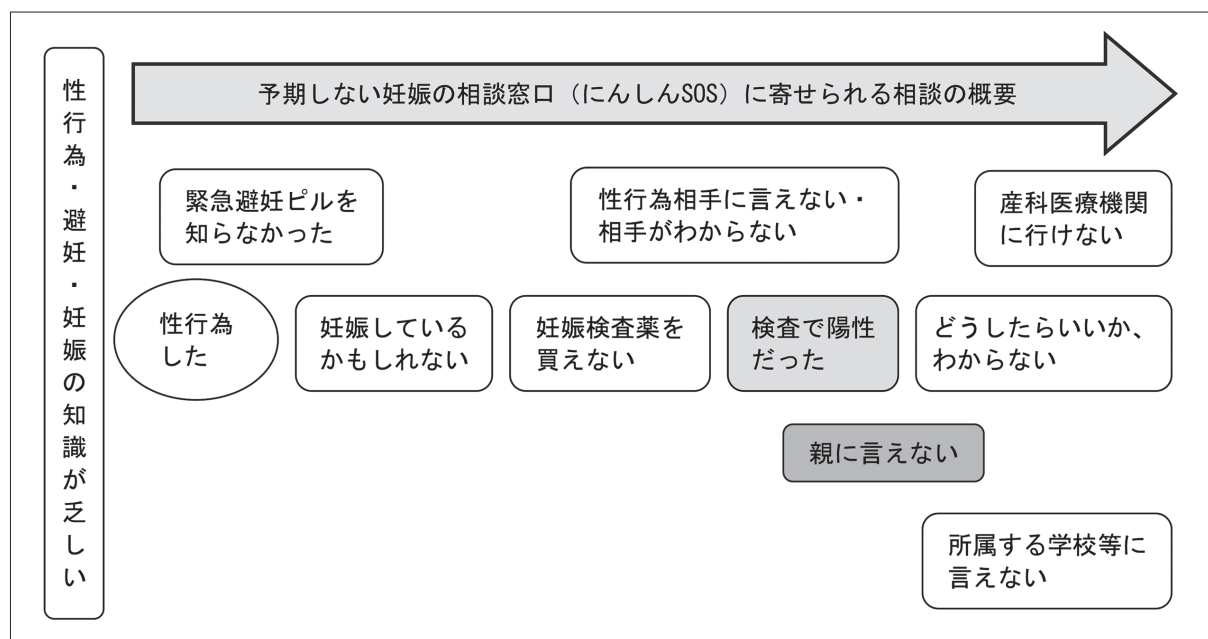 性行為・避妊・妊娠の知識が乏しい
予期しない妊娠の相談窓口（にんしんSOS）に寄せられる相談の概要
緊急避妊ピルを
知らなかった
性行為相手に言えない・
相手がわからない
産科医療機関
に行けない
性行為
した
妊娠している
かもしれない
妊娠検査薬を
買えない
検査で陽性
だった
どうしたらいいか、
わからない
親に言えない
所属する学校等に
言えない